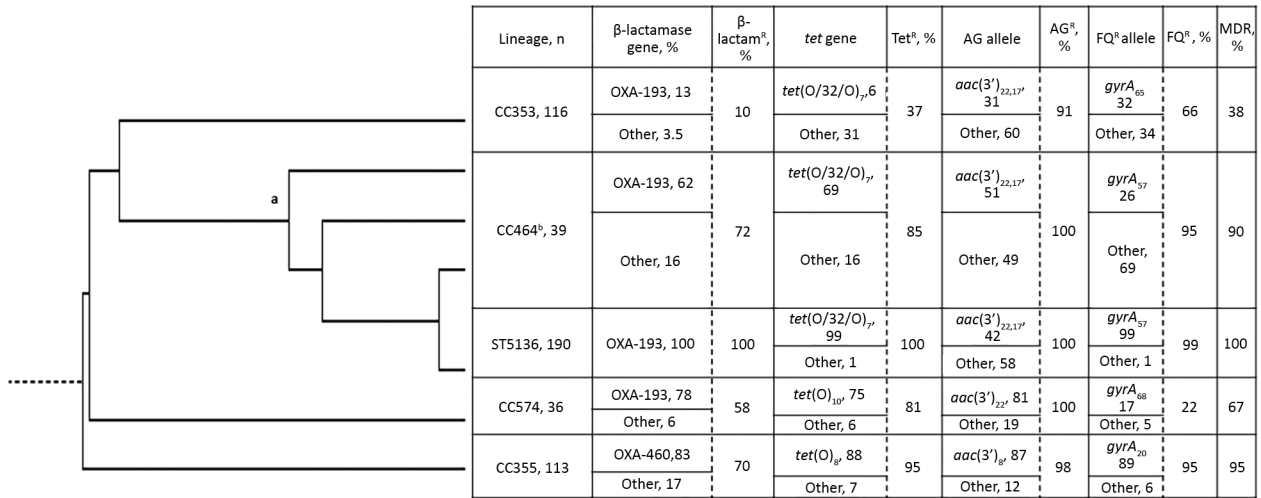 Lineage, n
β-lactamase
gene, %
β-
lactamᴿ,
%
tet gene
Tetᴿ, %
AG allele
AGᴿ,
%
FQᴿ allele
FQᴿ, %
MDR,
%
CC353, 116
OXA-193, 13
Other, 3.5
10
tet(O/32/O)₇,6
Other, 31
37
aac(3’)₂₂,₁₇,
31
Other, 60
91
gyrA₆₅
32
Other, 34
66
38
a
CC464ᵇ, 39
OXA-193, 62
Other, 16
72
tet(O/32/O)₇,
69
Other, 16
85
aac(3’)₂₂,₁₇,
51
Other, 49
100
gyrA₅₇
26
Other,
69
95
90
ST5136, 190
OXA-193, 100
100
tet(O/32/O)₇,
99
Other, 1
100
aac(3’)₂₂,₁₇,
42
Other, 58
100
gyrA₅₇
99
Other, 1
99
100
CC574, 36
OXA-193, 78
Other, 6
58
tet(O)₁₀, 75
Other, 6
81
aac(3’)₂₂, 81
Other, 19
100
gyrA₆₈
17
Other, 5
22
67
CC355, 113
OXA-460,83
Other, 17
70
tet(O)₈, 88
Other, 7
95
aac(3’)₈, 87
Other, 12
98
gyrA₂₀
89
Other, 6
95
95